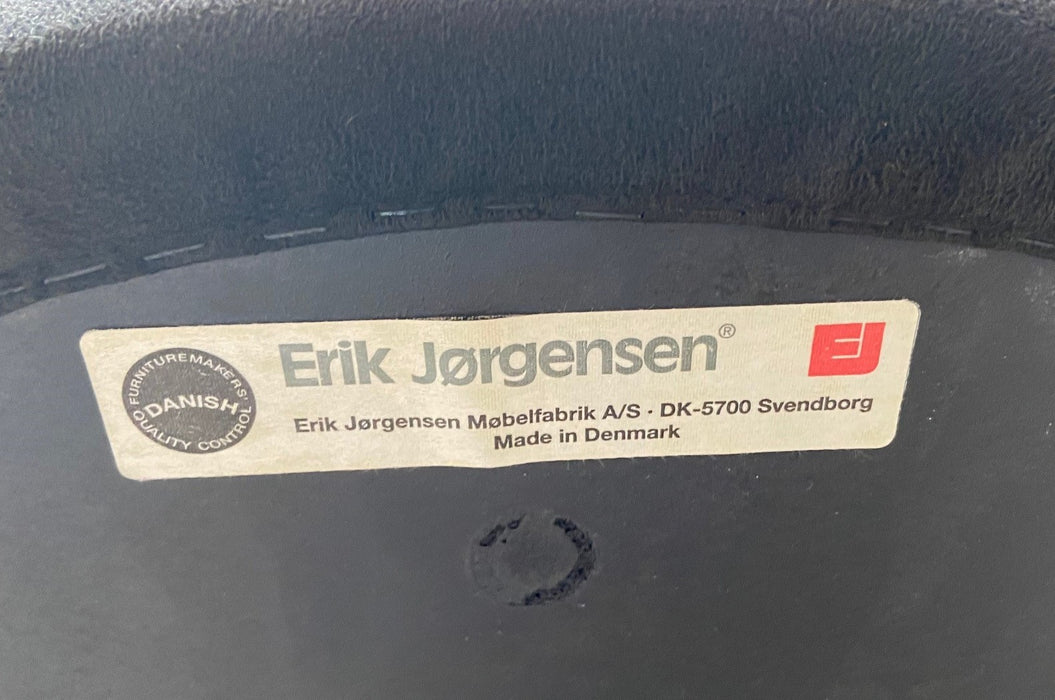 FURNITUREMAKERS'
DANISH
QUALITY CONTROL
Erik Jørgensen®
EJ
Erik Jørgensen Møbelfabrik A/S · DK-5700 Svendborg
Made in Denmark